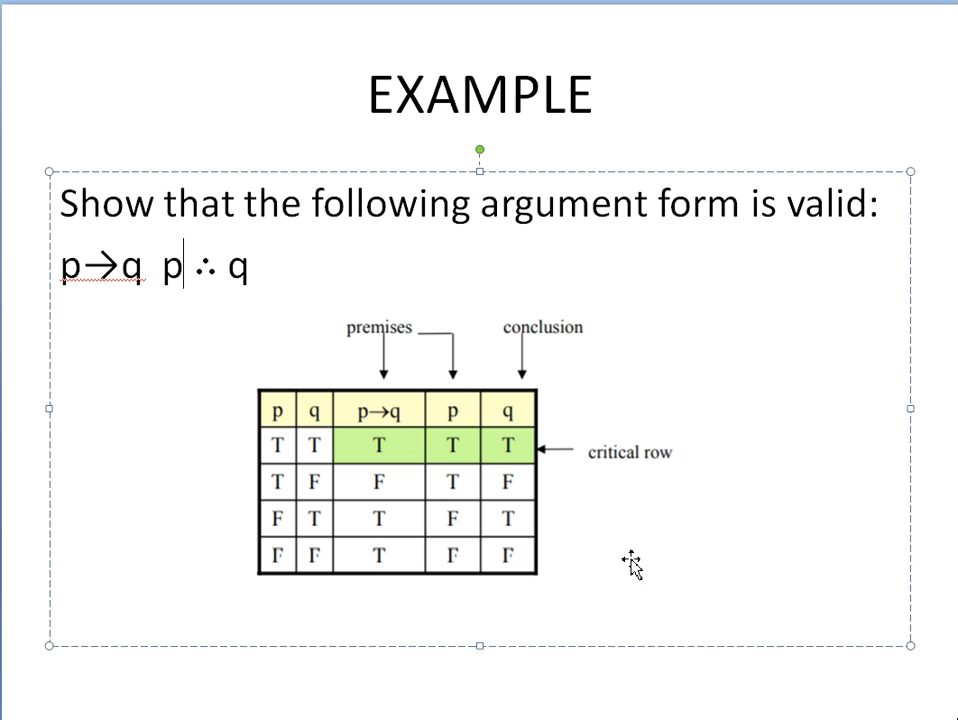 EXAMPLE
Show that the following argument form is valid:
p→q p ∴ q
premises conclusion
p q p→q p q
T T T T T critical row
T F F T F
F T T F T
F F T F F